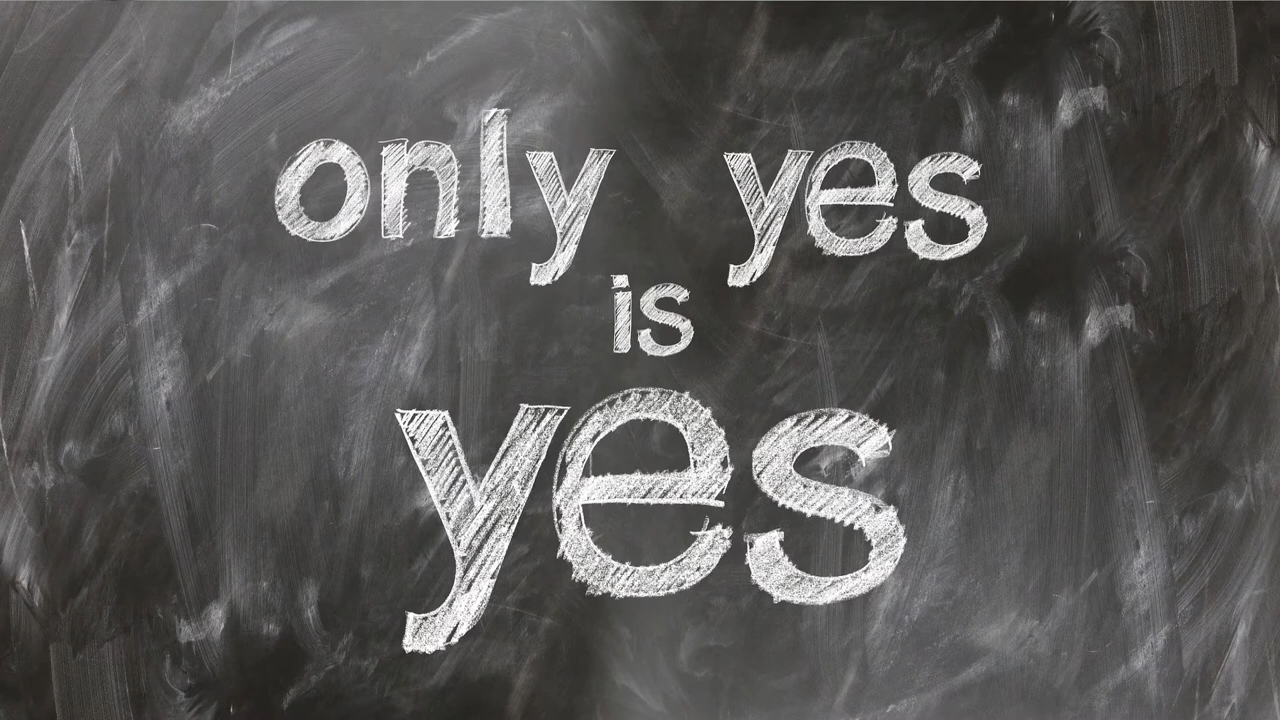 only yes
is
yes